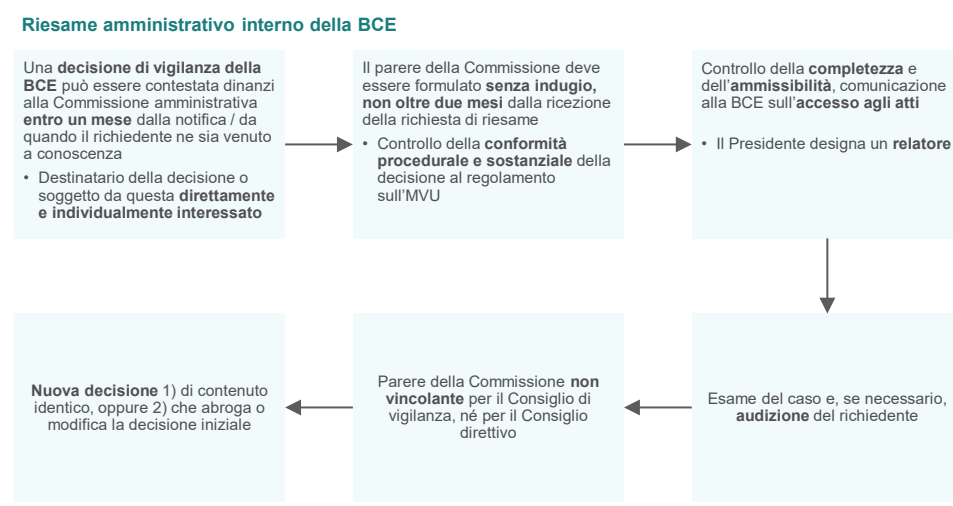 Riesame amministrativo interno della BCE
Una decisione di vigilanza della
BCE può essere contestata dinanzi
alla Commissione amministrativa
entro un mese dalla notifica / da
quando il richiedente ne sia venuto
a conoscenza
• Destinatario della decisione o
soggetto da questa direttamente
e individualmente interessato
Il parere della Commissione deve
essere formulato senza indugio,
non oltre due mesi dalla ricezione
della richiesta di riesame
• Controllo della conformità
procedurale e sostanziale della
decisione al regolamento
sull’MVU
Controllo della completezza e
dell’ammissibilità, comunicazione
alla BCE sull’accesso agli atti
• Il Presidente designa un relatore
Esame del caso e, se necessario,
audizione del richiedente
Parere della Commissione non
vincolante per il Consiglio di
vigilanza, né per il Consiglio
direttivo
Nuova decisione 1) di contenuto
identico, oppure 2) che abroga o
modifica la decisione iniziale